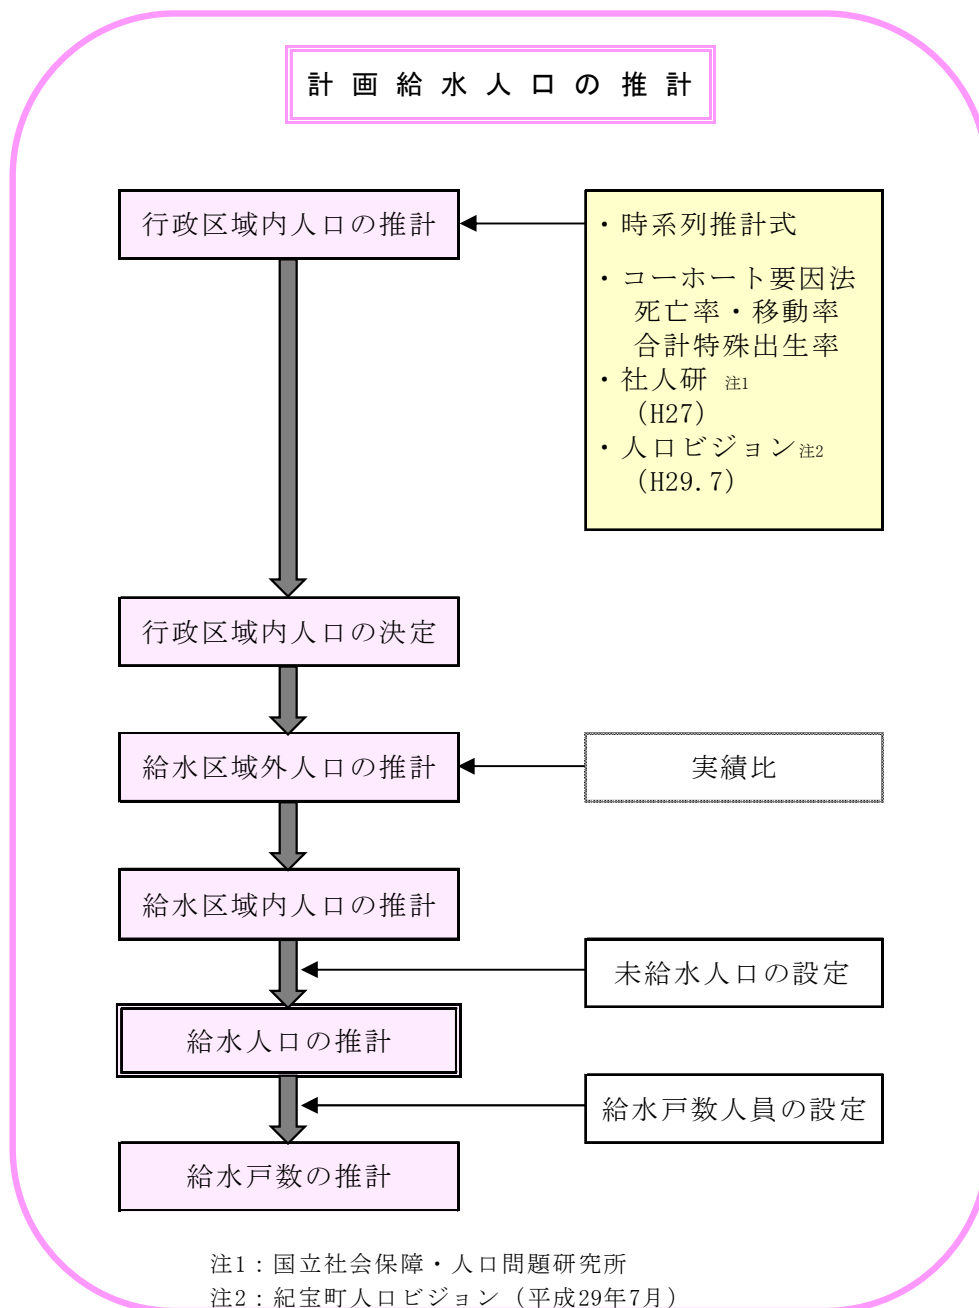 計画給水人口の推計
行政区域内人口の推計
・時系列推計式
・コーホート要因法
死亡率・移動率
合計特殊出生率
・社人研 注1
(H27)
・人口ビジョン注2
(H29.7)
行政区域内人口の決定
給水区域外人口の推計
実績比
給水区域内人口の推計
未給水人口の設定
給水人口の推計
給水戸数人員の設定
給水戸数の推計
注1：国立社会保障・人口問題研究所
注2：紀宝町人口ビジョン（平成29年7月）